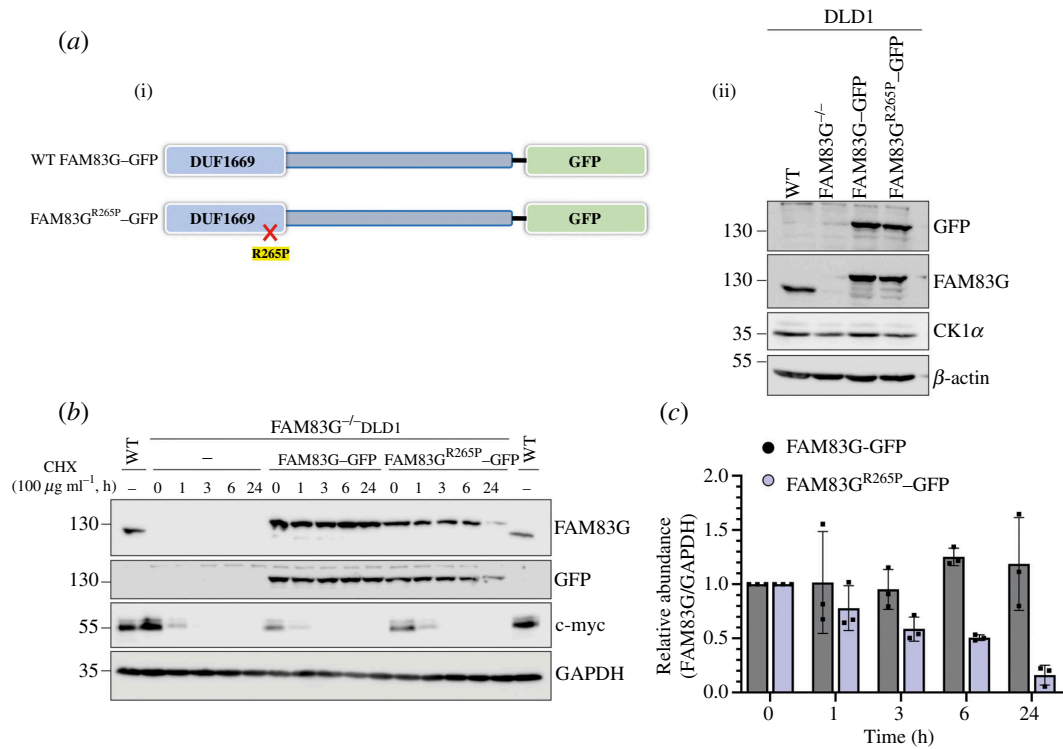 (a)
(i)
WT FAM83G–GFP
DUF1669
GFP
FAM83G^R265P–GFP
DUF1669
GFP
R265P
(ii)
DLD1
WT
FAM83G^–/–
FAM83G–GFP
FAM83G^R265P–GFP
130
GFP
130
FAM83G
35
CK1α
55
β-actin
(b)
FAM83G^–/– DLD1
WT
–
FAM83G–GFP
FAM83G^R265P–GFP
WT
CHX
(100 μg ml^–1, h)
– 0 1 3 6 24 0 1 3 6 24 0 1 3 6 24 –
130
FAM83G
130
GFP
55
c-myc
35
GAPDH
(c)
FAM83G-GFP
FAM83G^R265P–GFP
Relative abundance
(FAM83G/GAPDH)
2.0
1.5
1.0
0.5
0.0
0 1 3 6 24
Time (h)